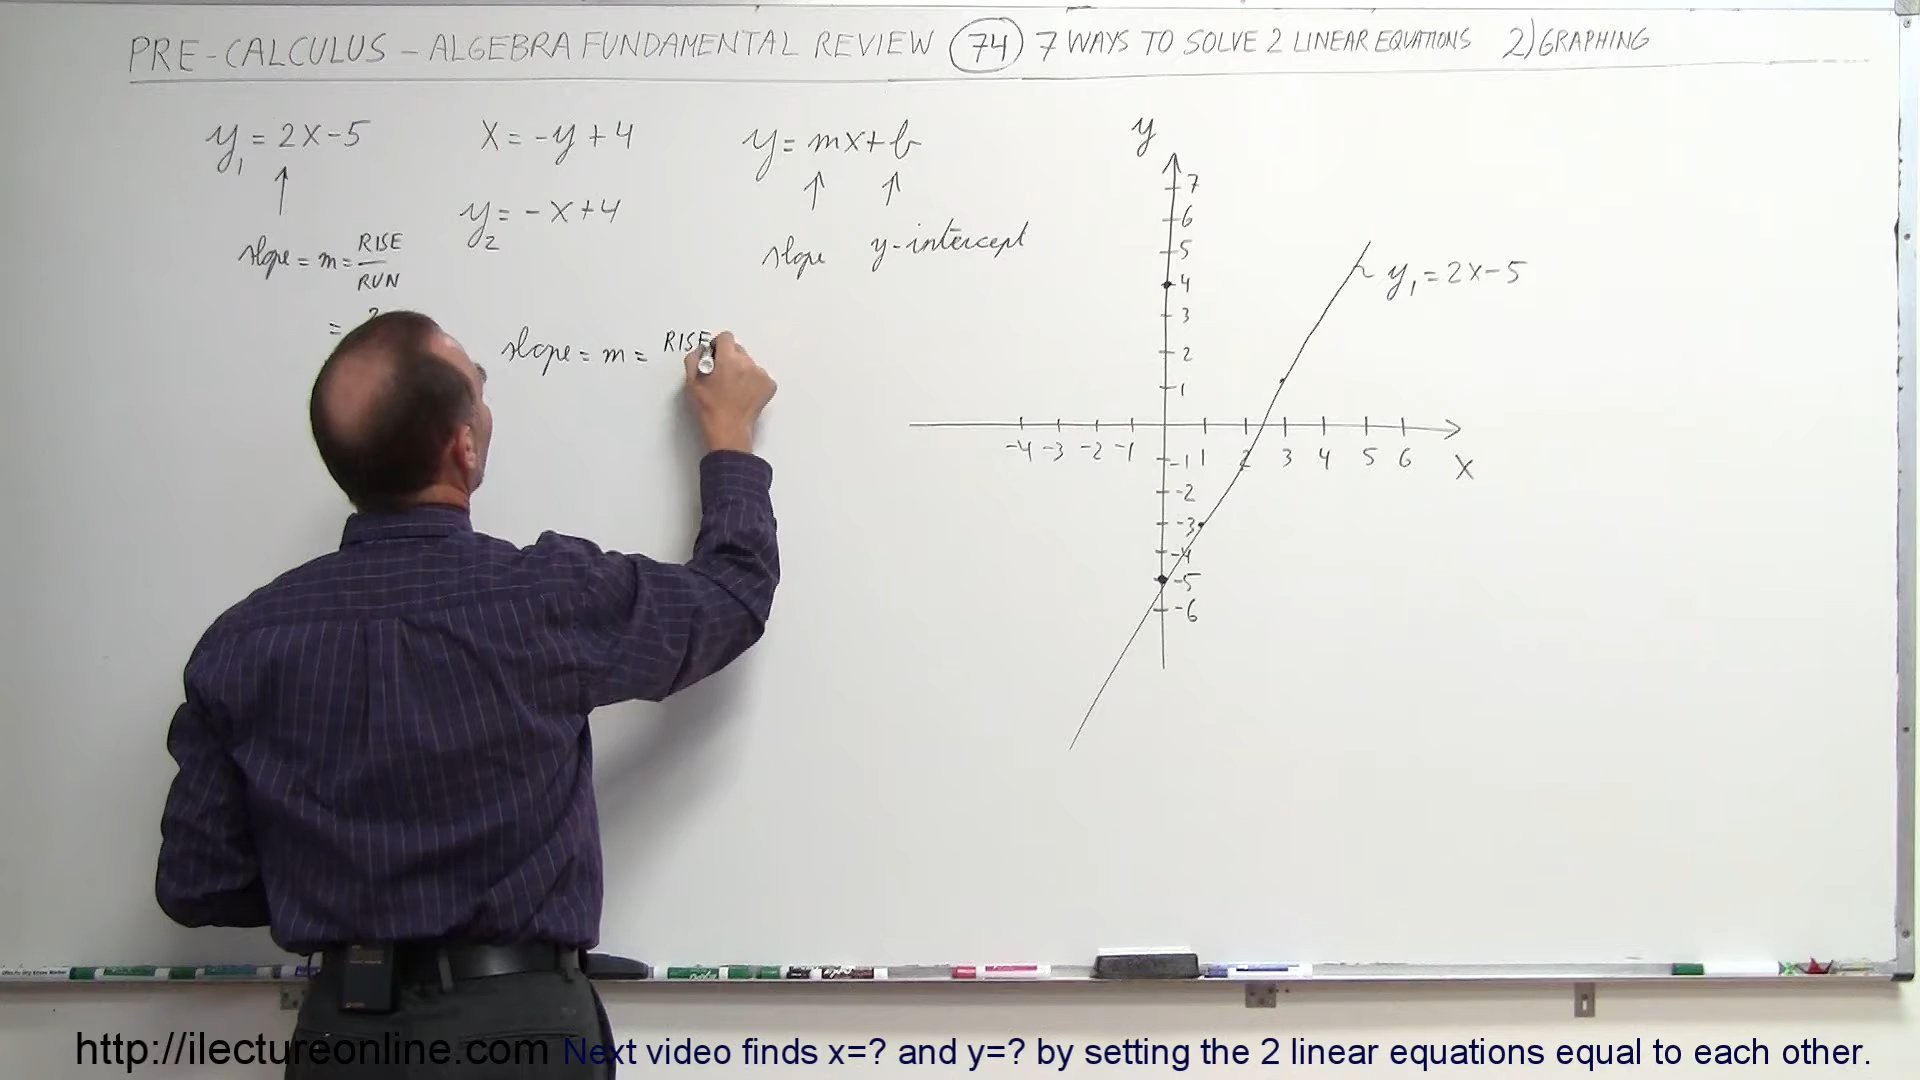 PRE-CALCULUS - ALGEBRA FUNDAMENTAL REVIEW 74 7 WAYS TO SOLVE 2 LINEAR EQUATIONS 2) GRAPHING
y₁ = 2x-5
x = -y+4
y = mx+b
y₂ = -x+4
slope = m = RISE/RUN
slope
y-intercept
= 2
slope = m = RISE
y
7
6
5
4
3
2
1
y₁ = 2x-5
-4 -3 -2 -1 1 2 3 4 5 6 x
-1
-2
-3
-4
-5
-6
http://ilectureonline.com Next video finds x=? and y=? by setting the 2 linear equations equal to each other.